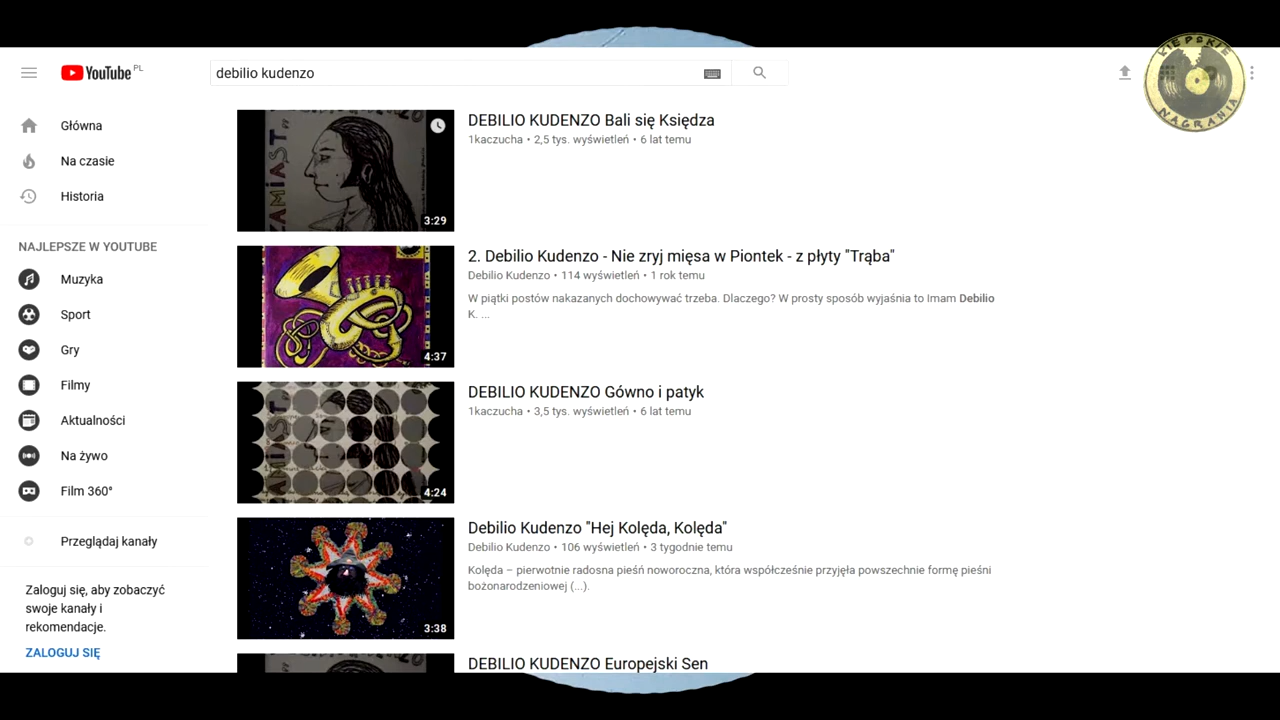 YouTube PL
debilio kudenzo
KIEPSKIE
NAGRANIA
Główna
Na czasie
Historia
NAJLEPSZE W YOUTUBE
Muzyka
Sport
Gry
Filmy
Aktualności
Na żywo
Film 360°
Przeglądaj kanały
Zaloguj się, aby zobaczyć
swoje kanały i
rekomendacje.
ZALOGUJ SIĘ
ZAMIAST
3:29
DEBILIO KUDENZO Bali się Księdza
1kaczucha • 2,5 tys. wyświetleń • 6 lat temu
4:37
2. Debilio Kudenzo - Nie zryj mięsa w Piontek - z płyty "Trąba"
Debilio Kudenzo • 114 wyświetleń • 1 rok temu
W piątki postów nakazanych dochowywać trzeba. Dlaczego? W prosty sposób wyjaśnia to Imam Debilio
K. ...
4:24
DEBILIO KUDENZO Gówno i patyk
1kaczucha • 3,5 tys. wyświetleń • 6 lat temu
3:38
Debilio Kudenzo "Hej Kolęda, Kolęda"
Debilio Kudenzo • 106 wyświetleń • 3 tygodnie temu
Kolęda – pierwotnie radosna pieśń noworoczna, która współcześnie przyjęła powszechnie formę pieśni
bożonarodzeniowej (...).
DEBILIO KUDENZO Europejski Sen